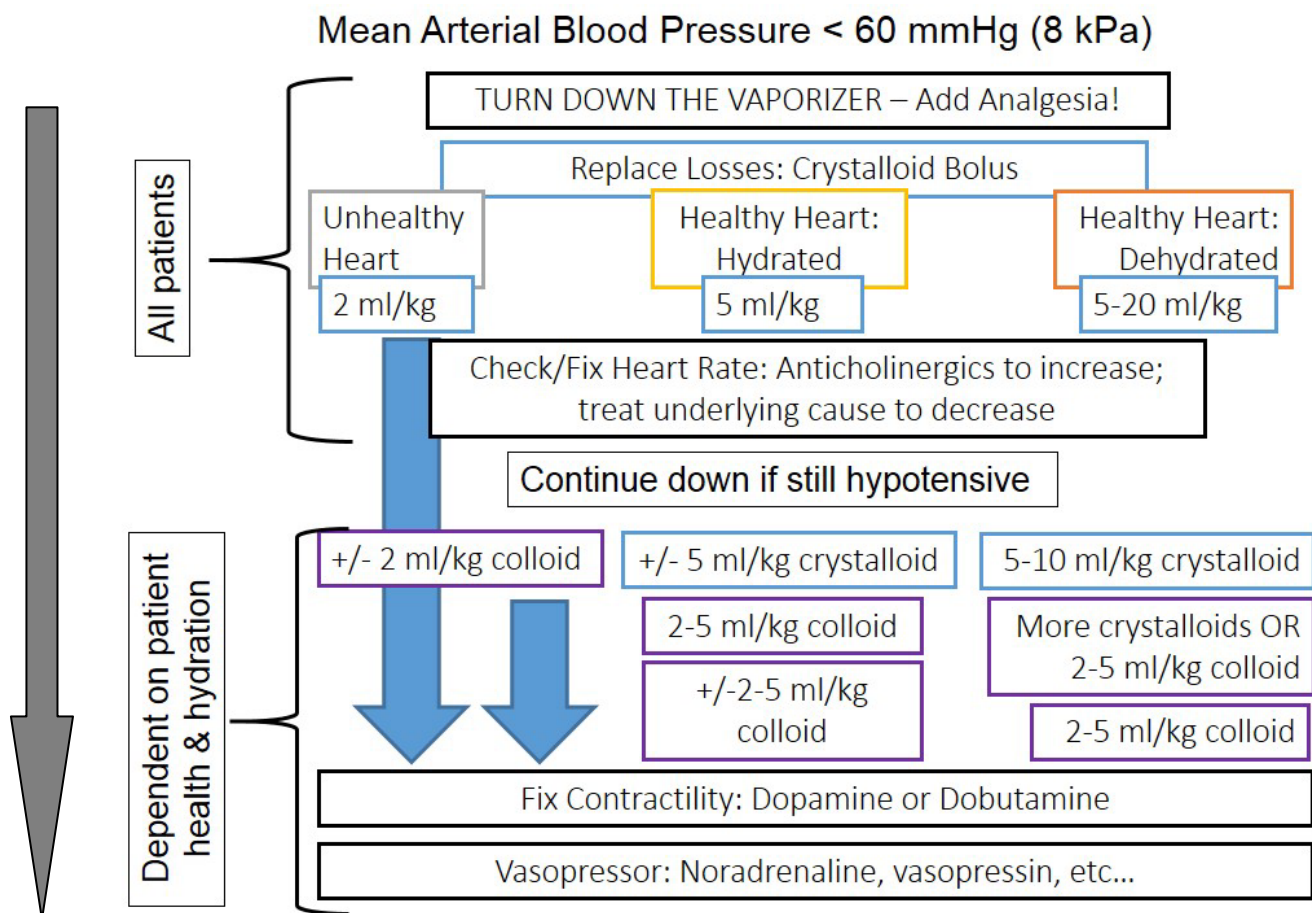 Mean Arterial Blood Pressure < 60 mmHg (8 kPa)
TURN DOWN THE VAPORIZER – Add Analgesia!
Replace Losses: Crystalloid Bolus
All patients
Unhealthy
Heart
2 ml/kg
Healthy Heart:
Hydrated
5 ml/kg
Healthy Heart:
Dehydrated
5-20 ml/kg
Check/Fix Heart Rate: Anticholinergics to increase;
treat underlying cause to decrease
Continue down if still hypotensive
Dependent on patient
health & hydration
+/- 2 ml/kg colloid
+/- 5 ml/kg crystalloid
5-10 ml/kg crystalloid
2-5 ml/kg colloid
More crystalloids OR
2-5 ml/kg colloid
+/-2-5 ml/kg
colloid
2-5 ml/kg colloid
Fix Contractility: Dopamine or Dobutamine
Vasopressor: Noradrenaline, vasopressin, etc...